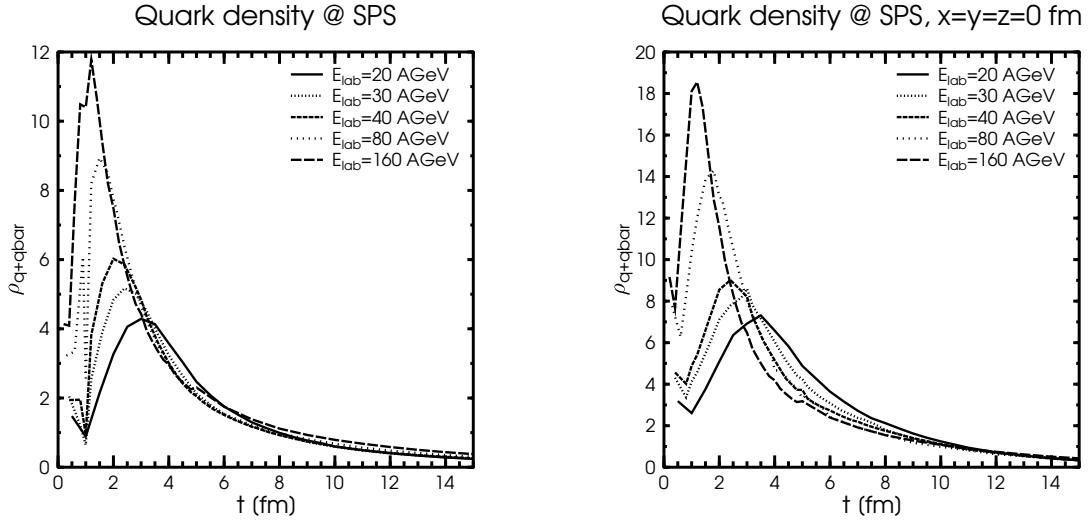 Quark density @ SPS
12
10
8
6
4
2
0
ρq+qbar
Elab=20 AGeV
Elab=30 AGeV
Elab=40 AGeV
Elab=80 AGeV
Elab=160 AGeV
0 2 4 6 8 10 12 14
t (fm)
Quark density @ SPS, x=y=z=0 fm
20
18
16
14
12
10
8
6
4
2
0
ρq+qbar
Elab=20 AGeV
Elab=30 AGeV
Elab=40 AGeV
Elab=80 AGeV
Elab=160 AGeV
0 2 4 6 8 10 12 14
t (fm)